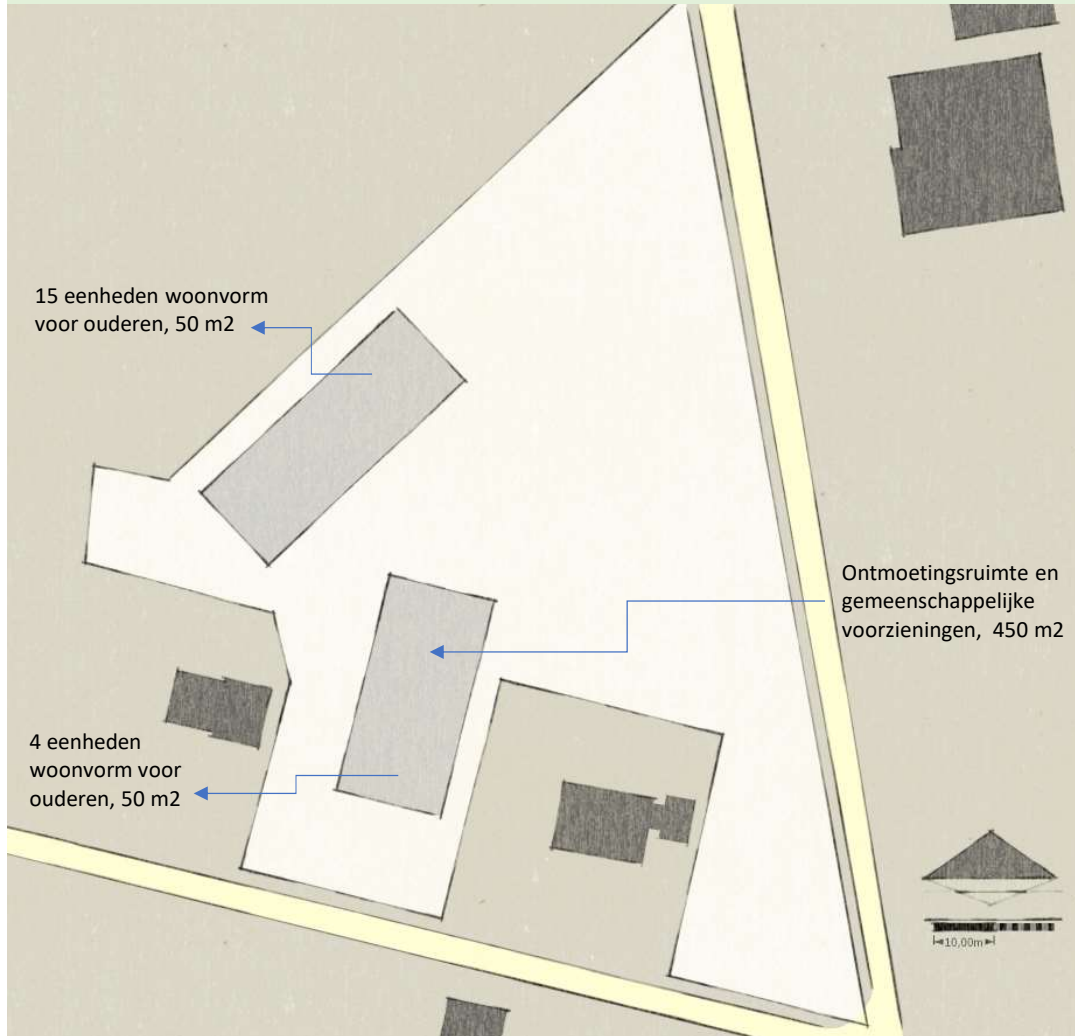 15 eenheden woonvorm
voor ouderen, 50 m2
Ontmoetingsruimte en
gemeenschappelijke
voorzieningen, 450 m2
4 eenheden
woonvorm voor
ouderen, 50 m2
10,00m